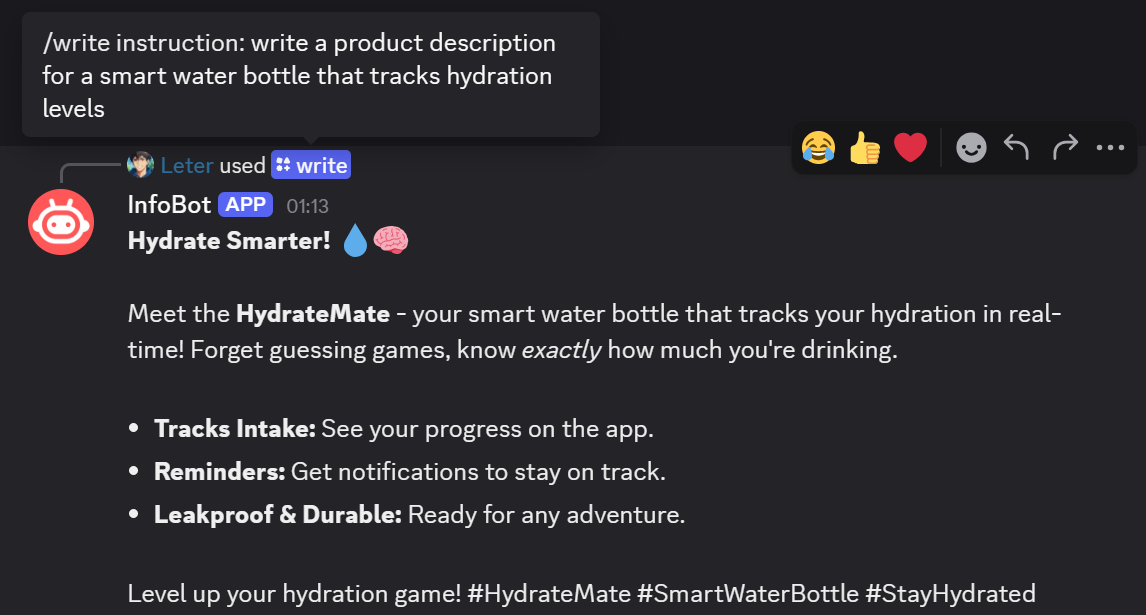 /write instruction: write a product description
for a smart water bottle that tracks hydration
levels
Leter used write
InfoBot APP 01:13
Hydrate Smarter! 💧🧠
Meet the HydrateMate - your smart water bottle that tracks your hydration in real-
time! Forget guessing games, know exactly how much you're drinking.
• Tracks Intake: See your progress on the app.
• Reminders: Get notifications to stay on track.
• Leakproof & Durable: Ready for any adventure.
Level up your hydration game! #HydrateMate #SmartWaterBottle #StayHydrated